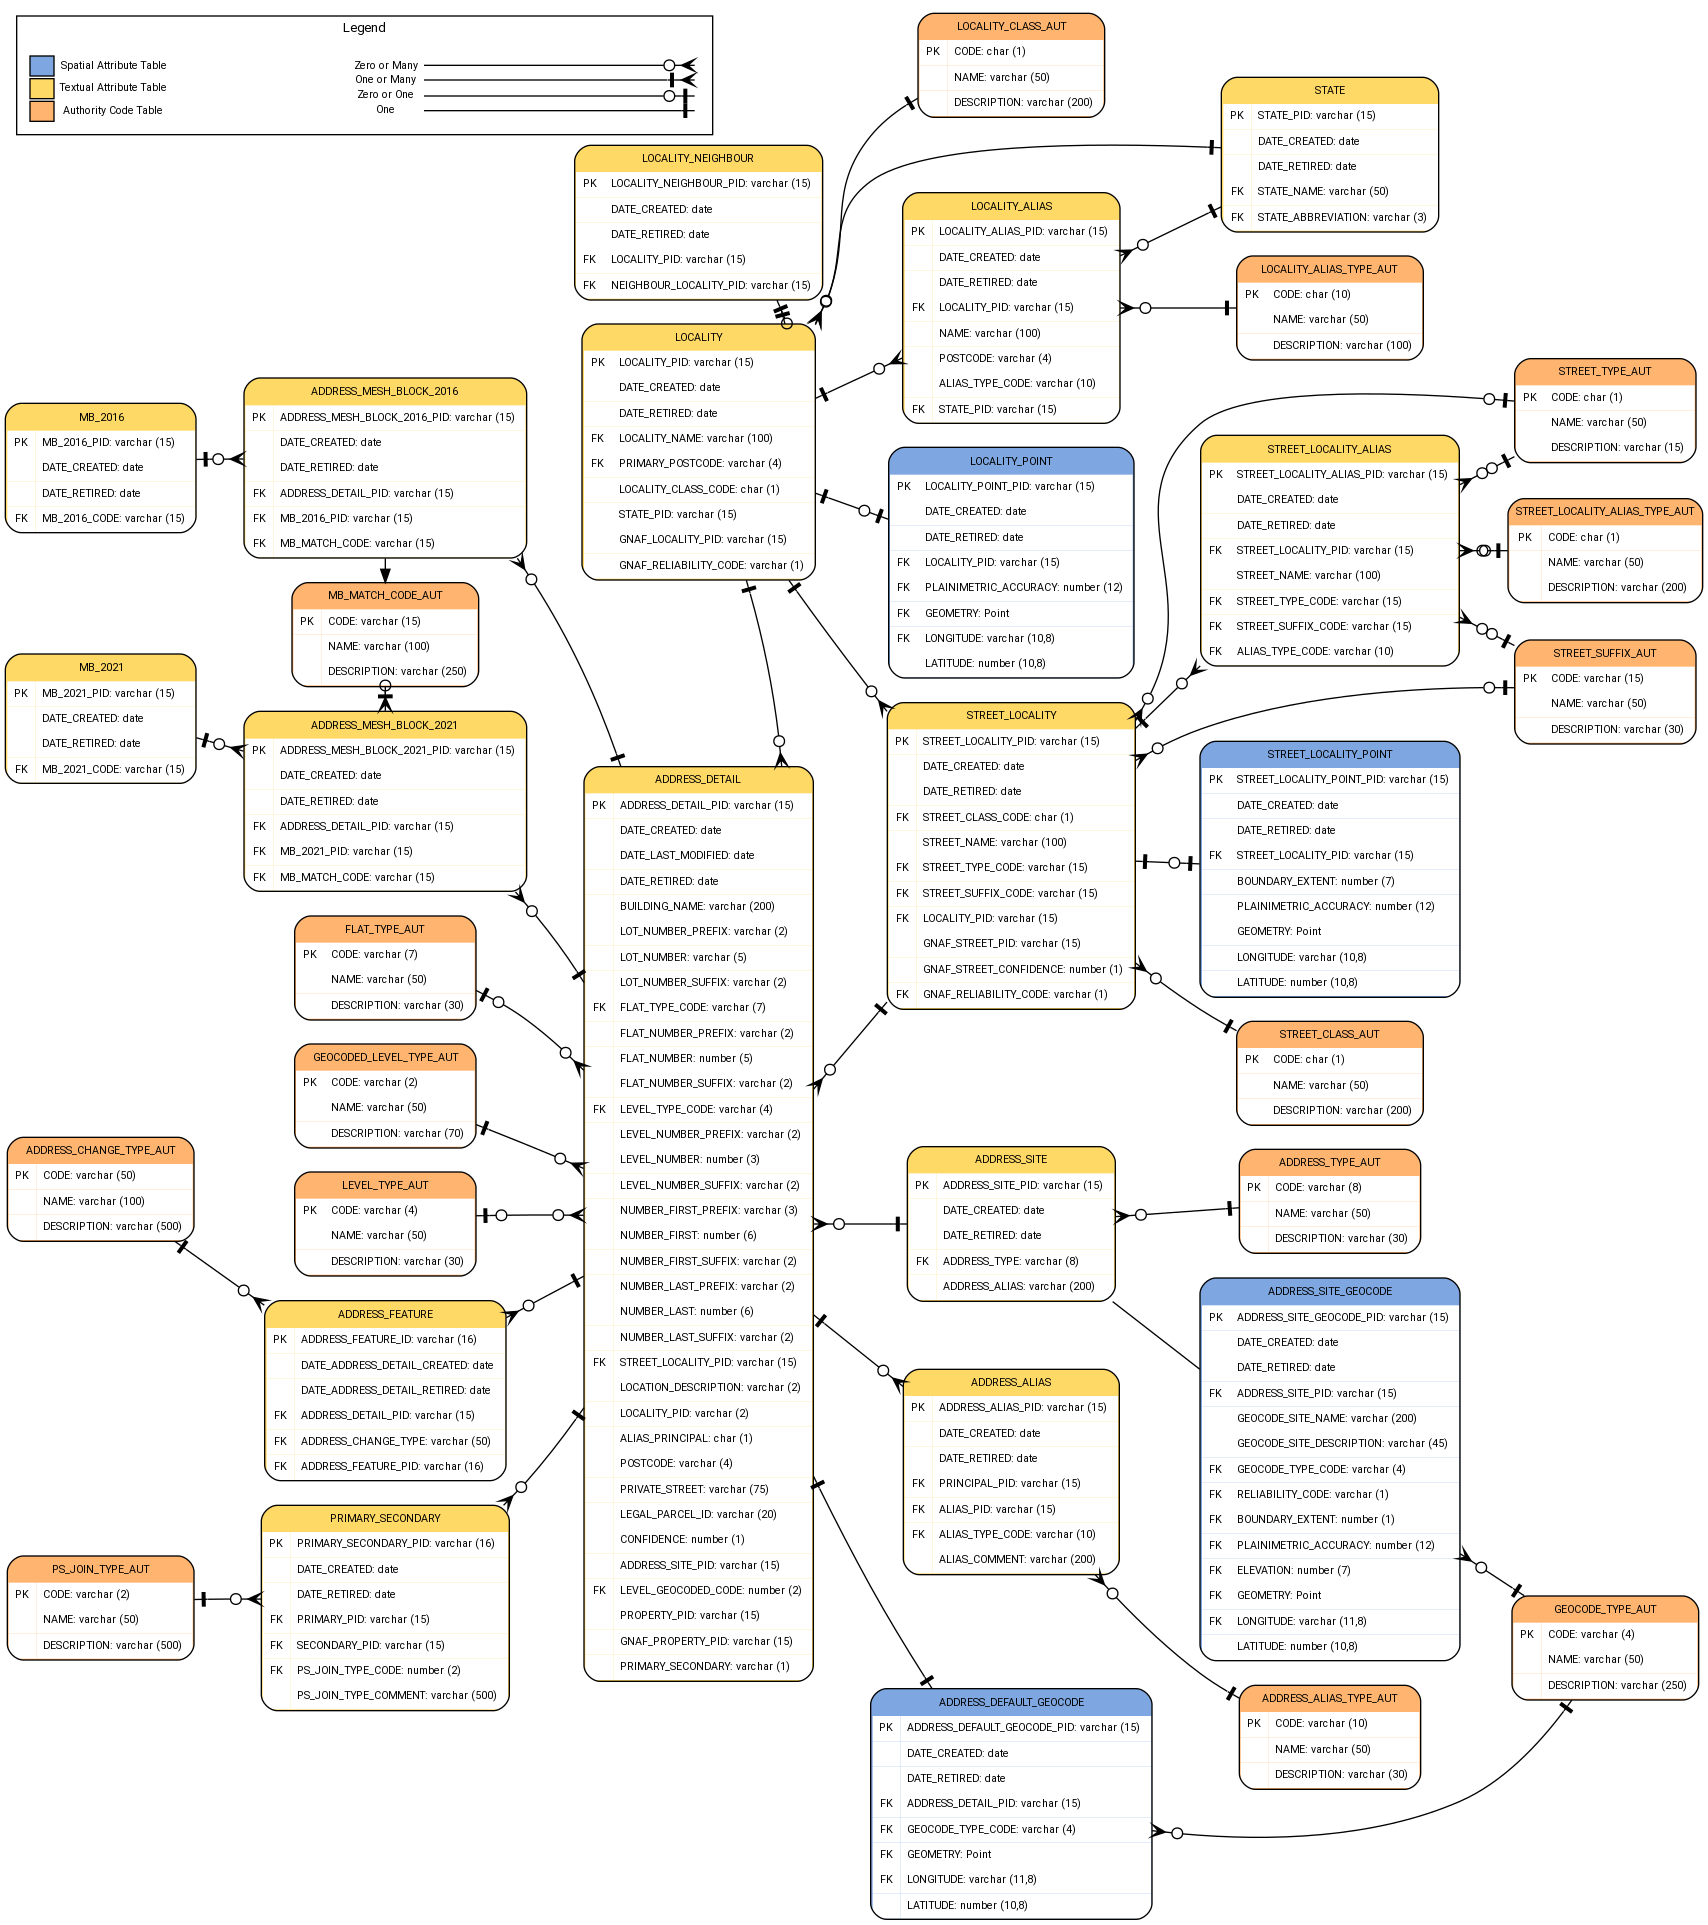 Legend
Spatial Attribute Table
Textual Attribute Table
Authority Code Table
Zero or Many
One or Many
Zero or One
One
LOCALITY_CLASS_AUT
PK CODE: char (1)
NAME: varchar (50)
DESCRIPTION: varchar (200)
STATE
PK STATE_PID: varchar (15)
DATE_CREATED: date
DATE_RETIRED: date
FK STATE_NAME: varchar (50)
FK STATE_ABBREVIATION: varchar (3)
LOCALITY_NEIGHBOUR
PK LOCALITY_NEIGHBOUR_PID: varchar (15)
DATE_CREATED: date
DATE_RETIRED: date
FK LOCALITY_PID: varchar (15)
FK NEIGHBOUR_LOCALITY_PID: varchar (15)
LOCALITY_ALIAS
PK LOCALITY_ALIAS_PID: varchar (15)
DATE_CREATED: date
DATE_RETIRED: date
FK LOCALITY_PID: varchar (15)
NAME: varchar (100)
POSTCODE: varchar (4)
ALIAS_TYPE_CODE: varchar (10)
FK STATE_PID: varchar (15)
LOCALITY_ALIAS_TYPE_AUT
PK CODE: char (10)
NAME: varchar (50)
DESCRIPTION: varchar (100)
LOCALITY
PK LOCALITY_PID: varchar (15)
DATE_CREATED: date
DATE_RETIRED: date
FK LOCALITY_NAME: varchar (100)
FK PRIMARY_POSTCODE: varchar (4)
LOCALITY_CLASS_CODE: char (1)
STATE_PID: varchar (15)
GNAF_LOCALITY_PID: varchar (15)
GNAF_RELIABILITY_CODE: varchar (1)
STREET_TYPE_AUT
PK CODE: char (1)
NAME: varchar (50)
DESCRIPTION: varchar (15)
MB_2016
PK MB_2016_PID: varchar (15)
DATE_CREATED: date
DATE_RETIRED: date
FK MB_2016_CODE: varchar (15)
ADDRESS_MESH_BLOCK_2016
PK ADDRESS_MESH_BLOCK_2016_PID: varchar (15)
DATE_CREATED: date
DATE_RETIRED: date
FK ADDRESS_DETAIL_PID: varchar (15)
FK MB_2016_PID: varchar (15)
FK MB_MATCH_CODE: varchar (15)
LOCALITY_POINT
PK LOCALITY_POINT_PID: varchar (15)
DATE_CREATED: date
DATE_RETIRED: date
FK LOCALITY_PID: varchar (15)
FK PLAINIMETRIC_ACCURACY: number (12)
FK GEOMETRY: Point
FK LONGITUDE: varchar (10,8)
LATITUDE: number (10,8)
STREET_LOCALITY_ALIAS
PK STREET_LOCALITY_ALIAS_PID: varchar (15)
DATE_CREATED: date
DATE_RETIRED: date
FK STREET_LOCALITY_PID: varchar (15)
STREET_NAME: varchar (100)
FK STREET_TYPE_CODE: varchar (15)
FK STREET_SUFFIX_CODE: varchar (15)
FK ALIAS_TYPE_CODE: varchar (10)
STREET_LOCALITY_ALIAS_TYPE_AUT
PK CODE: char (1)
NAME: varchar (50)
DESCRIPTION: varchar (200)
MB_MATCH_CODE_AUT
PK CODE: varchar (15)
NAME: varchar (100)
DESCRIPTION: varchar (250)
STREET_SUFFIX_AUT
PK CODE: varchar (15)
NAME: varchar (50)
DESCRIPTION: varchar (30)
MB_2021
PK MB_2021_PID: varchar (15)
DATE_CREATED: date
DATE_RETIRED: date
FK MB_2021_CODE: varchar (15)
ADDRESS_MESH_BLOCK_2021
PK ADDRESS_MESH_BLOCK_2021_PID: varchar (15)
DATE_CREATED: date
DATE_RETIRED: date
FK ADDRESS_DETAIL_PID: varchar (15)
FK MB_2021_PID: varchar (15)
FK MB_MATCH_CODE: varchar (15)
STREET_LOCALITY
PK STREET_LOCALITY_PID: varchar (15)
DATE_CREATED: date
DATE_RETIRED: date
FK STREET_CLASS_CODE: char (1)
STREET_NAME: varchar (100)
FK STREET_TYPE_CODE: varchar (15)
FK STREET_SUFFIX_CODE: varchar (15)
FK LOCALITY_PID: varchar (15)
GNAF_STREET_PID: varchar (15)
GNAF_STREET_CONFIDENCE: number (1)
FK GNAF_RELIABILITY_CODE: varchar (1)
STREET_LOCALITY_POINT
PK STREET_LOCALITY_POINT_PID: varchar (15)
DATE_CREATED: date
DATE_RETIRED: date
FK STREET_LOCALITY_PID: varchar (15)
BOUNDARY_EXTENT: number (7)
PLAINIMETRIC_ACCURACY: number (12)
GEOMETRY: Point
LONGITUDE: varchar (10,8)
LATITUDE: number (10,8)
ADDRESS_DETAIL
PK ADDRESS_DETAIL_PID: varchar (15)
DATE_CREATED: date
DATE_LAST_MODIFIED: date
DATE_RETIRED: date
BUILDING_NAME: varchar (200)
LOT_NUMBER_PREFIX: varchar (2)
LOT_NUMBER: varchar (5)
LOT_NUMBER_SUFFIX: varchar (2)
FK FLAT_TYPE_CODE: varchar (7)
FLAT_NUMBER_PREFIX: varchar (2)
FLAT_NUMBER: number (5)
FLAT_NUMBER_SUFFIX: varchar (2)
FK LEVEL_TYPE_CODE: varchar (4)
LEVEL_NUMBER_PREFIX: varchar (2)
LEVEL_NUMBER: number (3)
LEVEL_NUMBER_SUFFIX: varchar (2)
NUMBER_FIRST_PREFIX: varchar (3)
NUMBER_FIRST: number (6)
NUMBER_FIRST_SUFFIX: varchar (2)
NUMBER_LAST_PREFIX: varchar (2)
NUMBER_LAST: number (6)
NUMBER_LAST_SUFFIX: varchar (2)
FK STREET_LOCALITY_PID: varchar (15)
LOCATION_DESCRIPTION: varchar (2)
LOCALITY_PID: varchar (2)
ALIAS_PRINCIPAL: char (1)
POSTCODE: varchar (4)
PRIVATE_STREET: varchar (75)
LEGAL_PARCEL_ID: varchar (20)
CONFIDENCE: number (1)
ADDRESS_SITE_PID: varchar (15)
FK LEVEL_GEOCODED_CODE: number (2)
PROPERTY_PID: varchar (15)
GNAF_PROPERTY_PID: varchar (15)
PRIMARY_SECONDARY: varchar (1)
FLAT_TYPE_AUT
PK CODE: varchar (7)
NAME: varchar (50)
DESCRIPTION: varchar (30)
STREET_CLASS_AUT
PK CODE: char (1)
NAME: varchar (50)
DESCRIPTION: varchar (200)
GEOCODED_LEVEL_TYPE_AUT
PK CODE: varchar (2)
NAME: varchar (50)
DESCRIPTION: varchar (70)
ADDRESS_CHANGE_TYPE_AUT
PK CODE: varchar (50)
NAME: varchar (100)
DESCRIPTION: varchar (500)
LEVEL_TYPE_AUT
PK CODE: varchar (4)
NAME: varchar (50)
DESCRIPTION: varchar (30)
ADDRESS_SITE
PK ADDRESS_SITE_PID: varchar (15)
DATE_CREATED: date
DATE_RETIRED: date
FK ADDRESS_TYPE: varchar (8)
ADDRESS_ALIAS: varchar (200)
ADDRESS_TYPE_AUT
PK CODE: varchar (8)
NAME: varchar (50)
DESCRIPTION: varchar (30)
ADDRESS_FEATURE
PK ADDRESS_FEATURE_ID: varchar (16)
DATE_ADDRESS_DETAIL_CREATED: date
DATE_ADDRESS_DETAIL_RETIRED: date
FK ADDRESS_DETAIL_PID: varchar (15)
FK ADDRESS_CHANGE_TYPE: varchar (50)
FK ADDRESS_FEATURE_PID: varchar (16)
ADDRESS_SITE_GEOCODE
PK ADDRESS_SITE_GEOCODE_PID: varchar (15)
DATE_CREATED: date
DATE_RETIRED: date
FK ADDRESS_SITE_PID: varchar (15)
GEOCODE_SITE_NAME: varchar (200)
GEOCODE_SITE_DESCRIPTION: varchar (45)
FK GEOCODE_TYPE_CODE: varchar (4)
FK RELIABILITY_CODE: varchar (1)
FK BOUNDARY_EXTENT: number (1)
FK PLAINIMETRIC_ACCURACY: number (12)
FK ELEVATION: number (7)
FK GEOMETRY: Point
FK LONGITUDE: varchar (11,8)
LATITUDE: number (10,8)
ADDRESS_ALIAS
PK ADDRESS_ALIAS_PID: varchar (15)
DATE_CREATED: date
DATE_RETIRED: date
FK PRINCIPAL_PID: varchar (15)
FK ALIAS_PID: varchar (15)
FK ALIAS_TYPE_CODE: varchar (10)
ALIAS_COMMENT: varchar (200)
PRIMARY_SECONDARY
PK PRIMARY_SECONDARY_PID: varchar (16)
DATE_CREATED: date
DATE_RETIRED: date
FK PRIMARY_PID: varchar (15)
FK SECONDARY_PID: varchar (15)
FK PS_JOIN_TYPE_CODE: number (2)
PS_JOIN_TYPE_COMMENT: varchar (500)
PS_JOIN_TYPE_AUT
PK CODE: varchar (2)
NAME: varchar (50)
DESCRIPTION: varchar (500)
GEOCODE_TYPE_AUT
PK CODE: varchar (4)
NAME: varchar (50)
DESCRIPTION: varchar (250)
ADDRESS_DEFAULT_GEOCODE
PK ADDRESS_DEFAULT_GEOCODE_PID: varchar (15)
DATE_CREATED: date
DATE_RETIRED: date
FK ADDRESS_DETAIL_PID: varchar (15)
FK GEOCODE_TYPE_CODE: varchar (4)
FK GEOMETRY: Point
FK LONGITUDE: varchar (11,8)
LATITUDE: number (10,8)
ADDRESS_ALIAS_TYPE_AUT
PK CODE: varchar (10)
NAME: varchar (50)
DESCRIPTION: varchar (30)